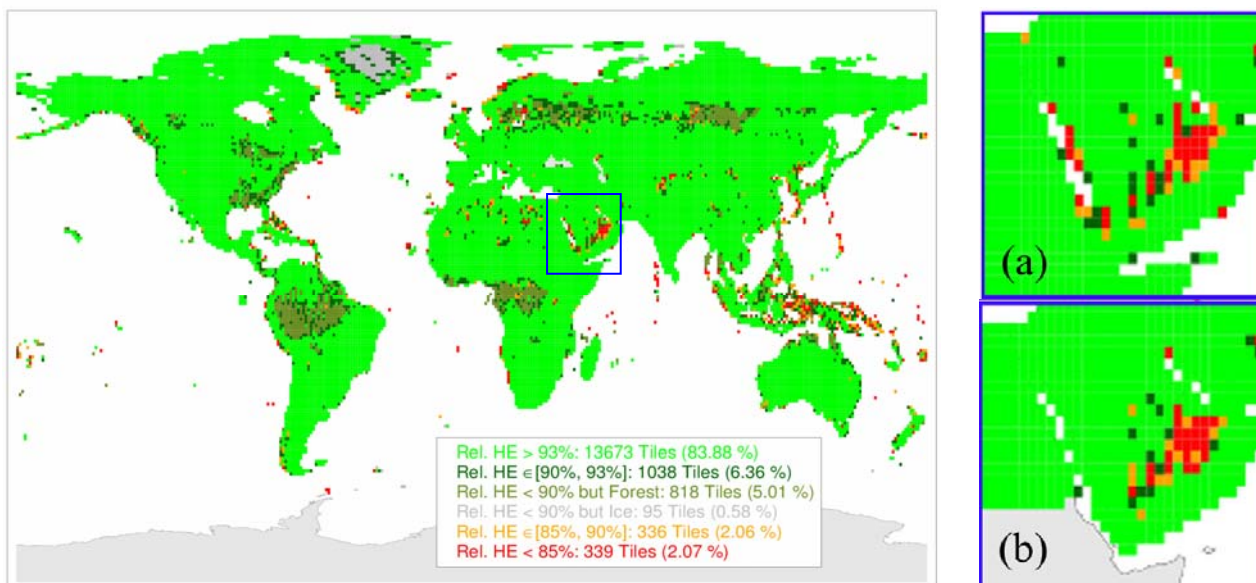 Rel. HE > 93%: 13673 Tiles (83.88 %)
Rel. HE ∈[90%, 93%]: 1038 Tiles (6.36 %)
Rel. HE < 90% but Forest: 818 Tiles (5.01 %)
Rel. HE < 90% but Ice: 95 Tiles (0.58 %)
Rel. HE ∈[85%, 90%]: 336 Tiles (2.06 %)
Rel. HE < 85%: 339 Tiles (2.07 %)
(a)
(b)